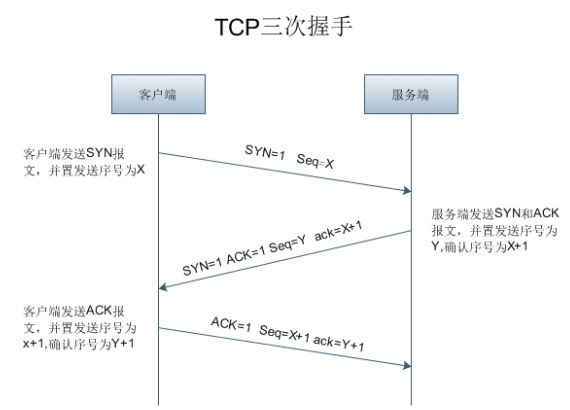 TCP三次握手
客户端
服务端
客户端发送SYN报
文，并置发送序号为X
SYN=1 Seq=X
服务端发送SYN和ACK
报文，并置发送序号为
Y,确认序号为X+1
SYN=1 ACK=1 Seq=Y ack=X+1
客户端发送ACK报
文，并置发送序号为
x+1,确认序号为Y+1
ACK=1 Seq=X+1 ack=Y+1